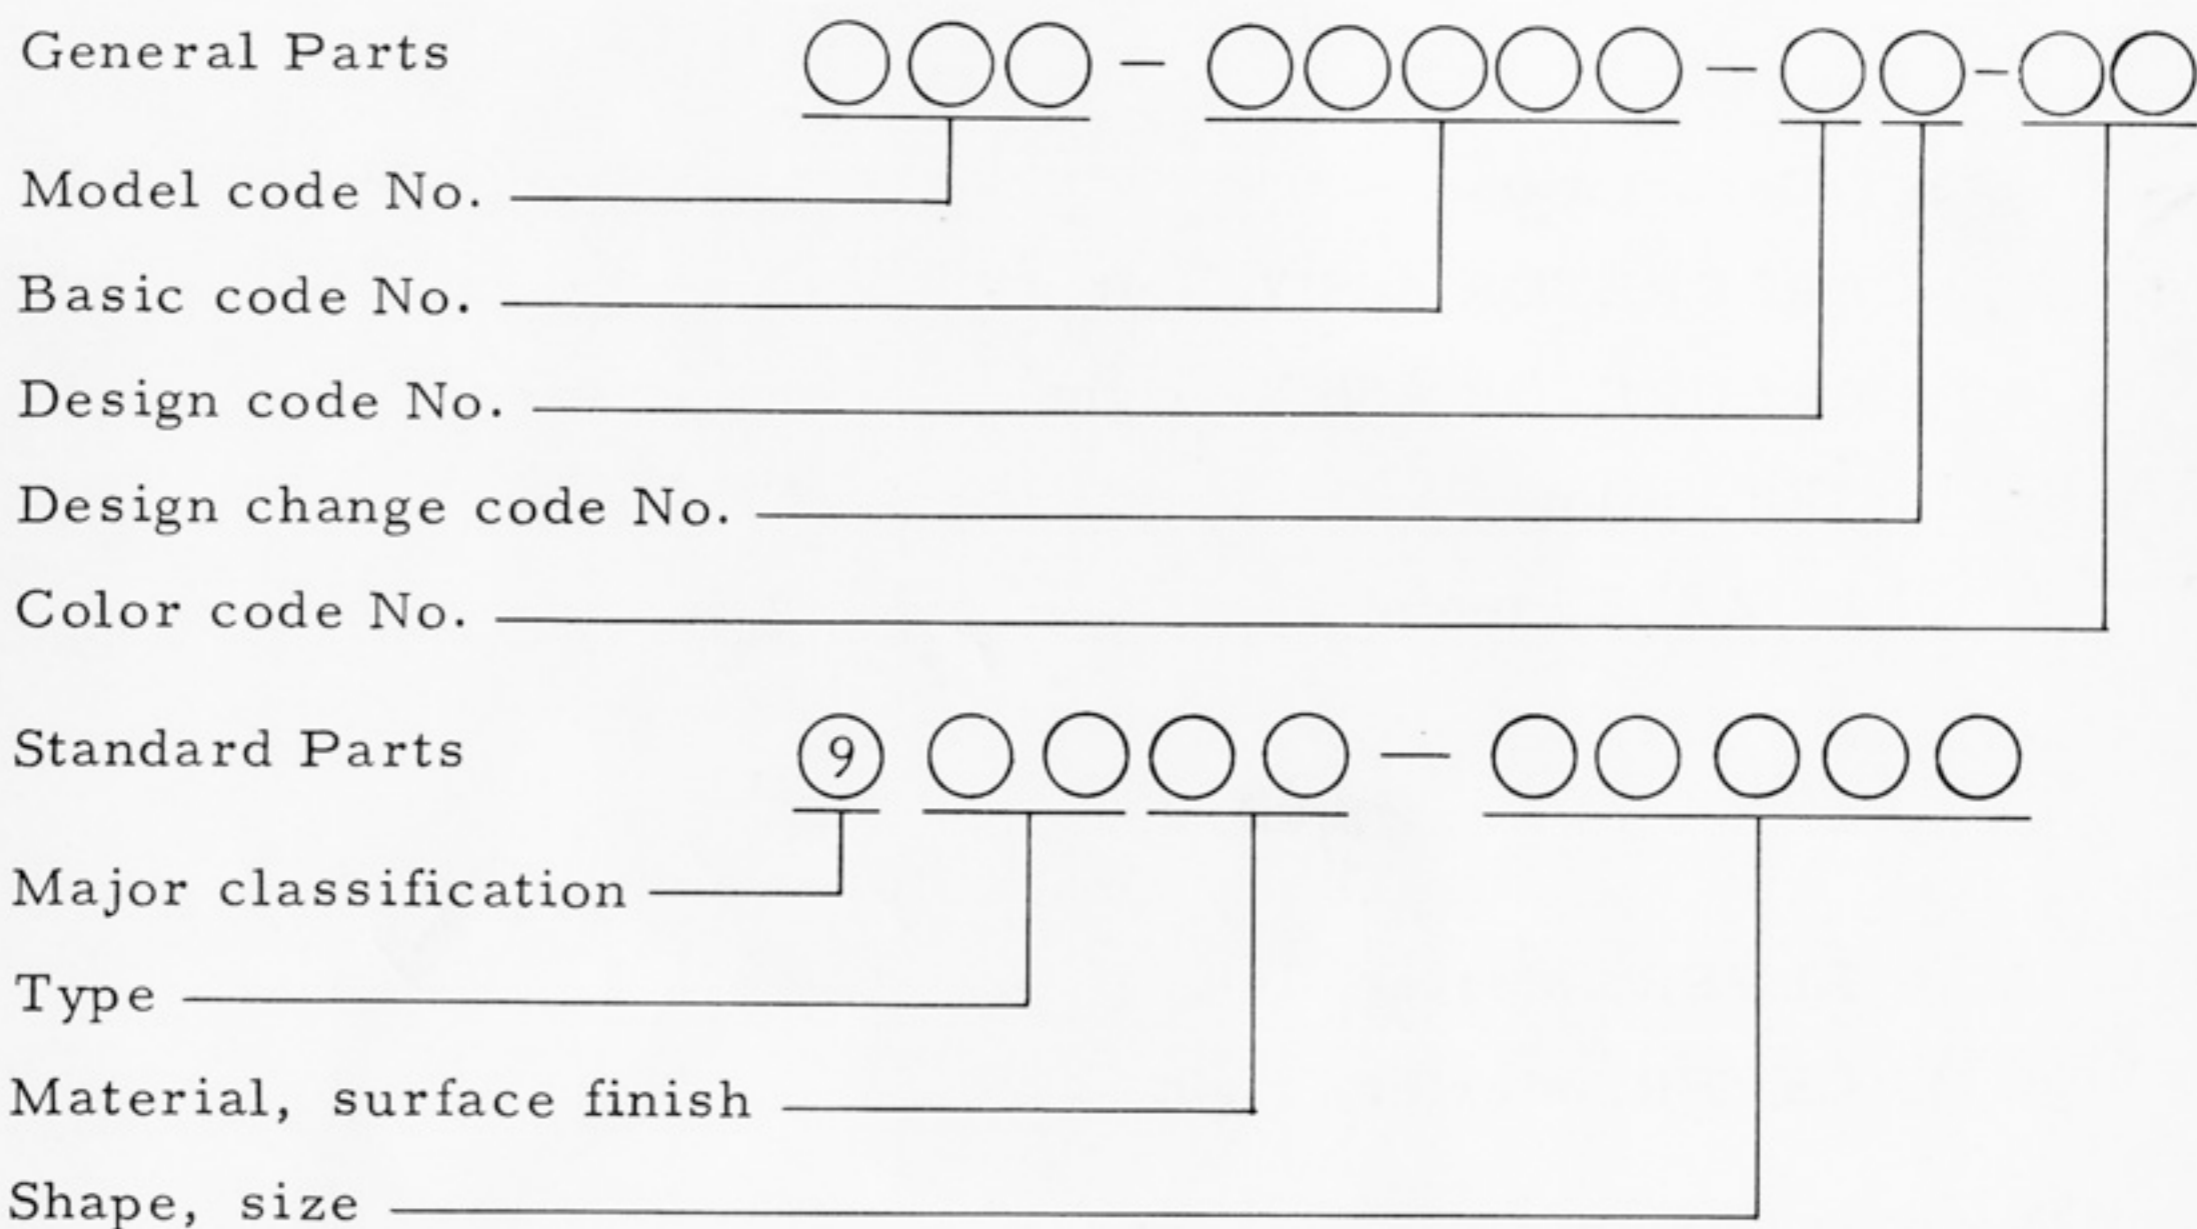 General Parts ○○○ — ○○○○○ — ○○-○○
Model code No.
Basic code No.
Design code No.
Design change code No.
Color code No.
Standard Parts ⑨ ○○○○ — ○○○○○
Major classification
Type
Material, surface finish
Shape, size